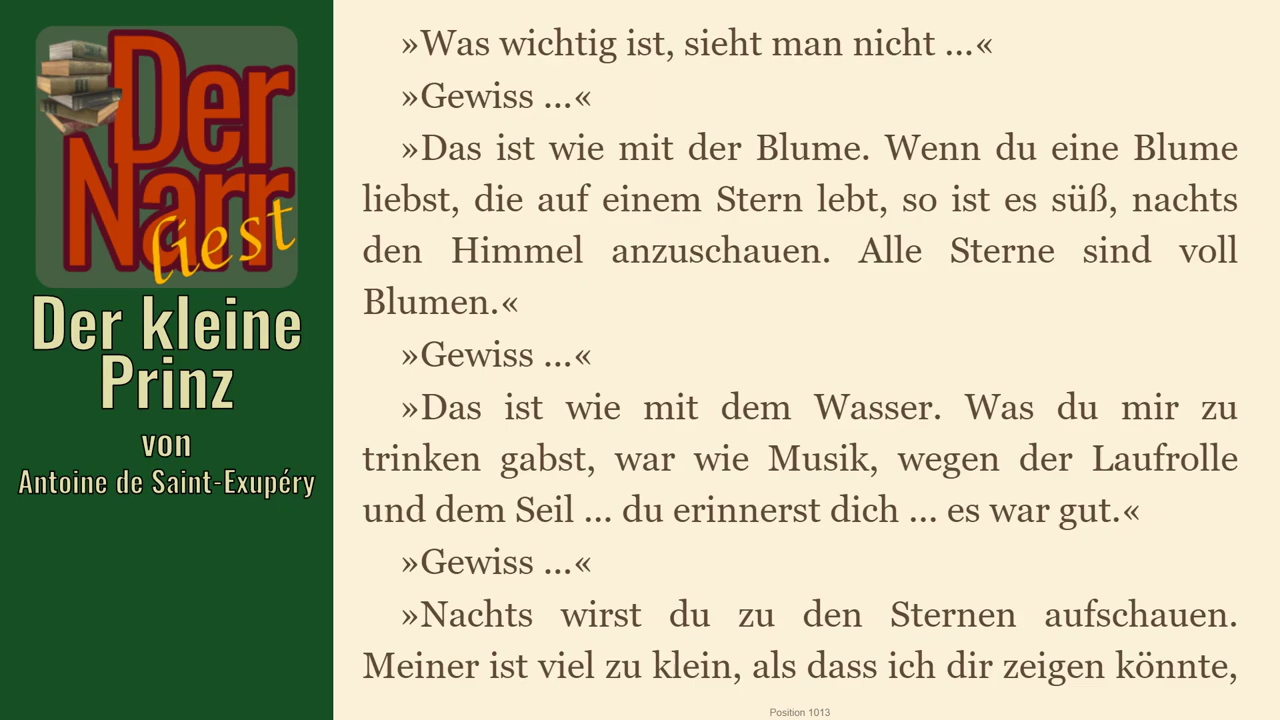 Der
Narr
liest
Der kleine
Prinz
von
Antoine de Saint-Exupéry
»Was wichtig ist, sieht man nicht ...«
»Gewiss ...«
»Das ist wie mit der Blume. Wenn du eine Blume
liebst, die auf einem Stern lebt, so ist es süß, nachts
den Himmel anzuschauen. Alle Sterne sind voll
Blumen.«
»Gewiss ...«
»Das ist wie mit dem Wasser. Was du mir zu
trinken gabst, war wie Musik, wegen der Laufrolle
und dem Seil ... du erinnerst dich ... es war gut.«
»Gewiss ...«
»Nachts wirst du zu den Sternen aufschauen.
Meiner ist viel zu klein, als dass ich dir zeigen könnte,
Position 1013